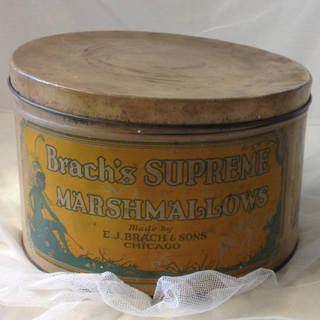 Brach's SUPREME
MARSHMALLOWS
Made by
E.J. BRACH & SONS
CHICAGO